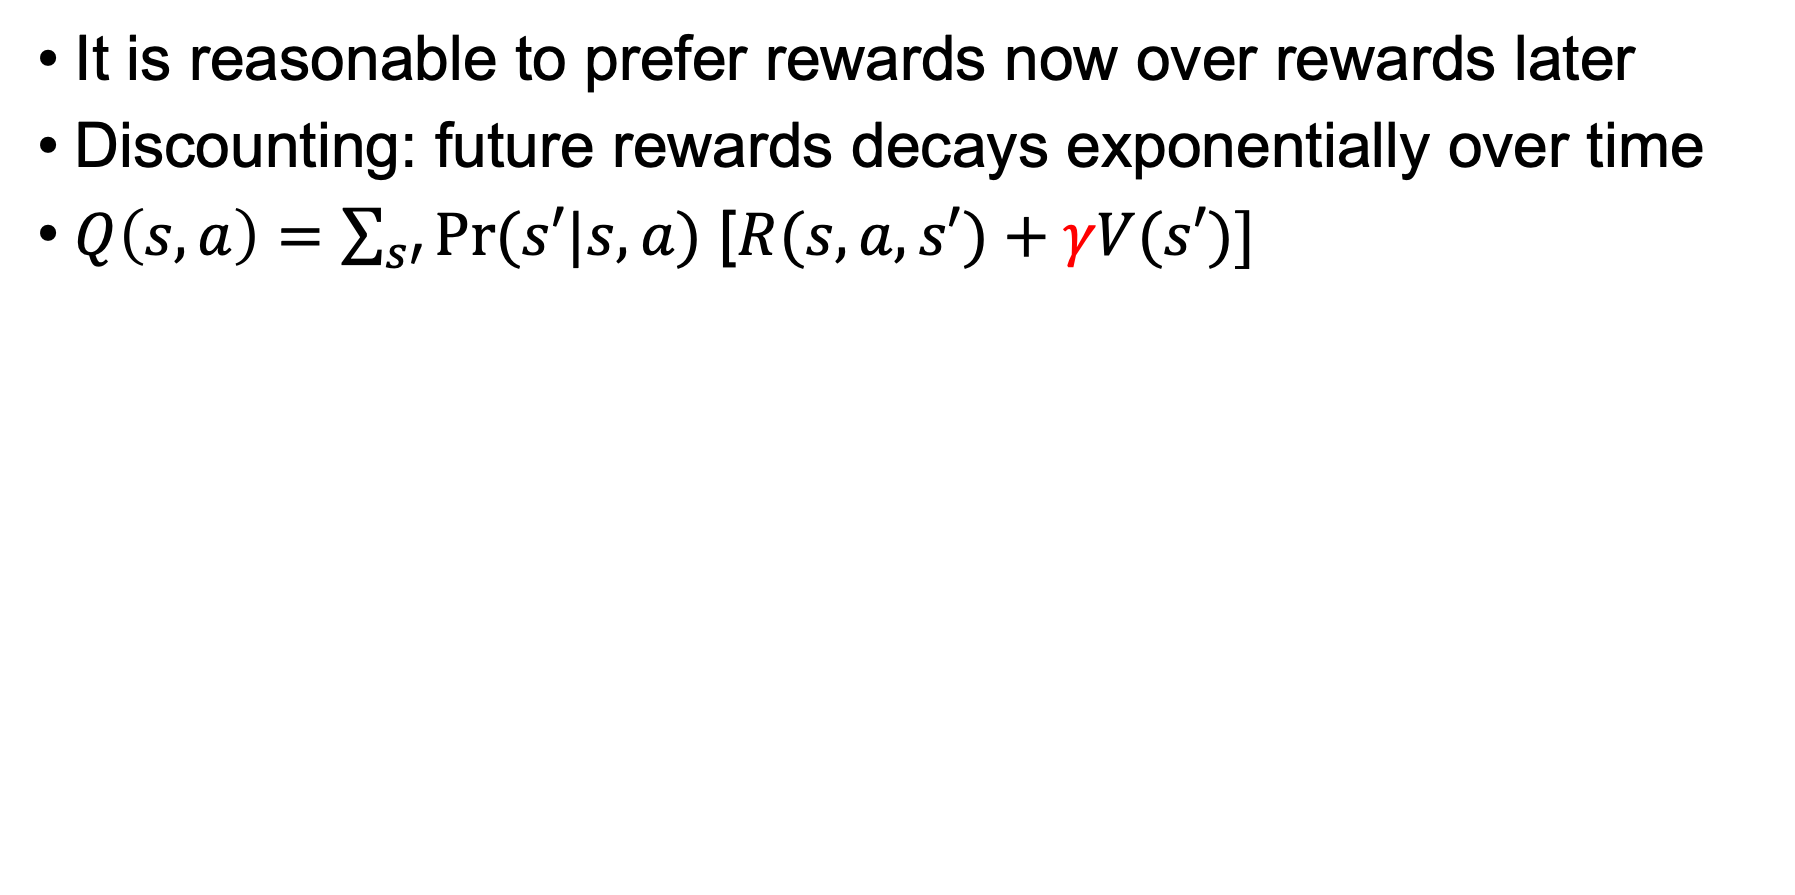 • It is reasonable to prefer rewards now over rewards later
• Discounting: future rewards decays exponentially over time
• Q(s, a) = ∑ₛ′ Pr(s′|s, a) [R(s, a, s′) + γV(s′)]